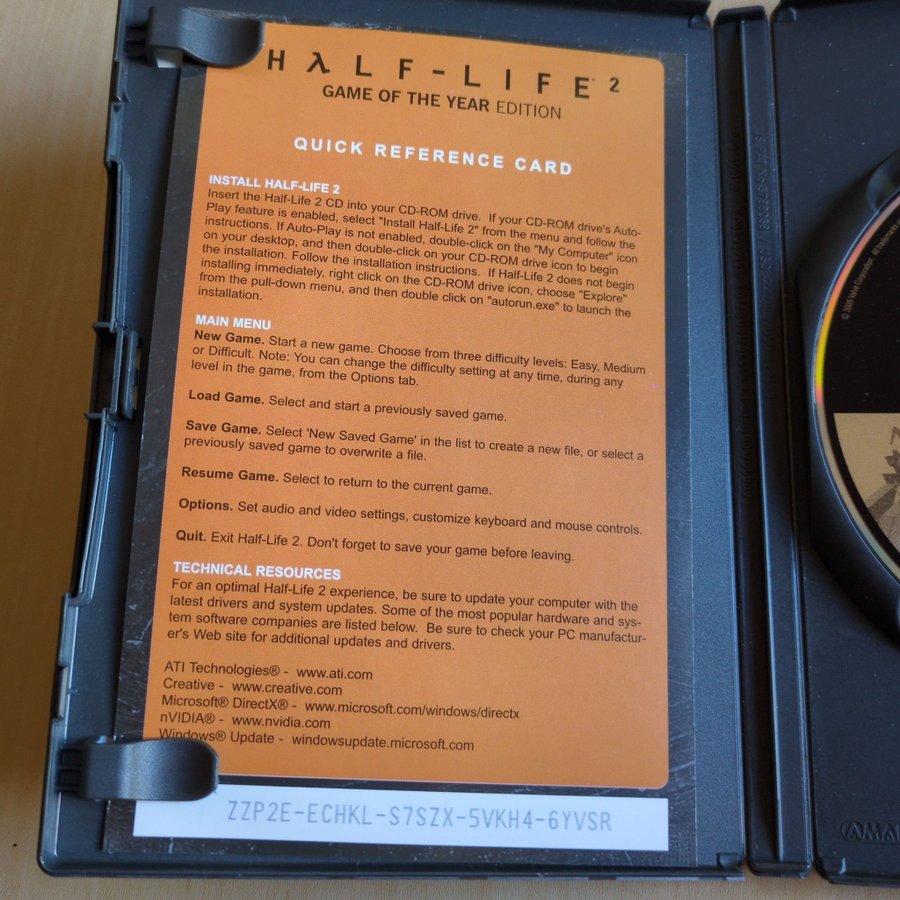 HλLF-LIFE 2
GAME OF THE YEAR EDITION
QUICK REFERENCE CARD
INSTALL HALF-LIFE 2
Insert the Half-Life 2 CD into your CD-ROM drive.  If your CD-ROM drive's Auto-
Play feature is enabled, select "Install Half-Life 2" from the menu and follow the
instructions. If Auto-Play is not enabled, double-click on the "My Computer" icon
on your desktop, and then double-click on your CD-ROM drive icon to begin
the installation. Follow the installation instructions.  If Half-Life 2 does not begin
installing immediately, right click on the CD-ROM drive icon, choose "Explore"
from the pull-down menu, and then double click on "autorun.exe" to launch the
installation.
MAIN MENU
New Game. Start a new game. Choose from three difficulty levels: Easy, Medium
or Difficult. Note: You can change the difficulty setting at any time, during any
level in the game, from the Options tab.
Load Game. Select and start a previously saved game.
Save Game. Select 'New Saved Game' in the list to create a new file, or select a
previously saved game to overwrite a file.
Resume Game. Select to return to the current game.
Options. Set audio and video settings, customize keyboard and mouse controls.
Quit. Exit Half-Life 2. Don't forget to save your game before leaving.
TECHNICAL RESOURCES
For an optimal Half-Life 2 experience, be sure to update your computer with the
latest drivers and system updates. Some of the most popular hardware and sys-
tem software companies are listed below.  Be sure to check your PC manufactur-
er's Web site for additional updates and drivers.
ATI Technologies® -  www.ati.com
Creative -  www.creative.com
Microsoft® DirectX® -  www.microsoft.com/windows/directx
nVIDIA® -  www.nvidia.com
Windows® Update -  windowsupdate.microsoft.com
ZZP2E-ECHKL-S7SZX-5VKH4-6YVSR
© 2005 Valve Corporation. All trademarks
AMA